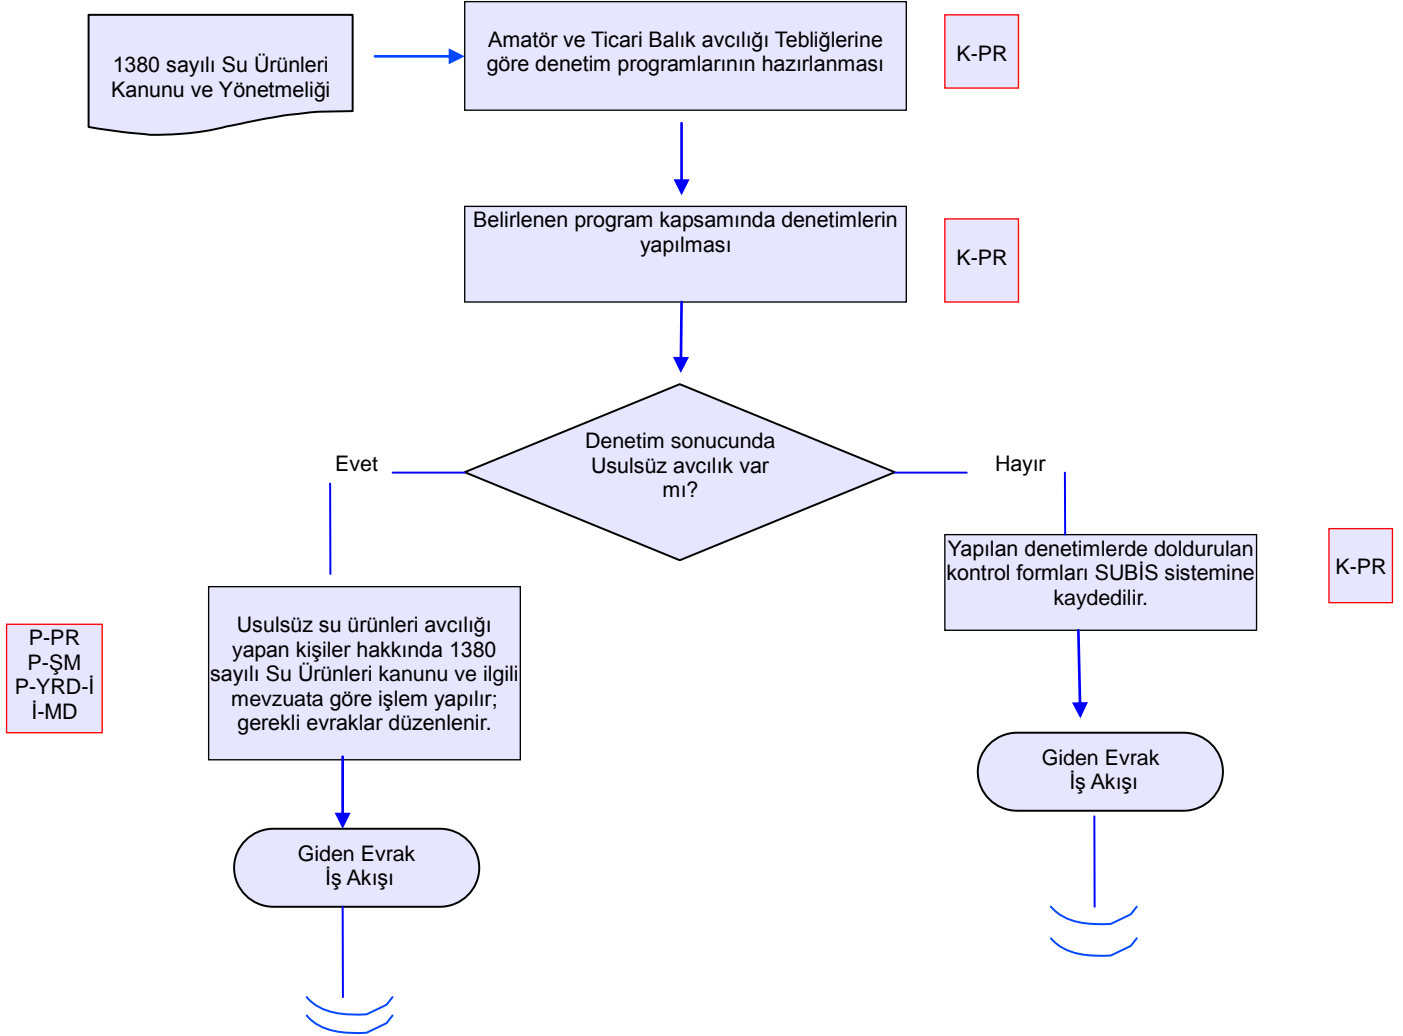 1380 sayılı Su Ürünleri
Kanunu ve Yönetmeliği
Amatör ve Ticari Balık avcılığı Tebliğlerine
göre denetim programlarının hazırlanması
K-PR
Belirlenen program kapsamında denetimlerin
yapılması
K-PR
Denetim sonucunda
Usulsüz avcılık var
mı?
Evet
Hayır
Yapılan denetimlerde doldurulan
kontrol formları SUBİS sistemine
kaydedilir.
K-PR
P-PR
P-ŞM
P-YRD-İ
İ-MD
Usulsüz su ürünleri avcılığı
yapan kişiler hakkında 1380
sayılı Su Ürünleri kanunu ve ilgili
mevzuata göre işlem yapılır;
gerekli evraklar düzenlenir.
Giden Evrak
İş Akışı
Giden Evrak
İş Akışı